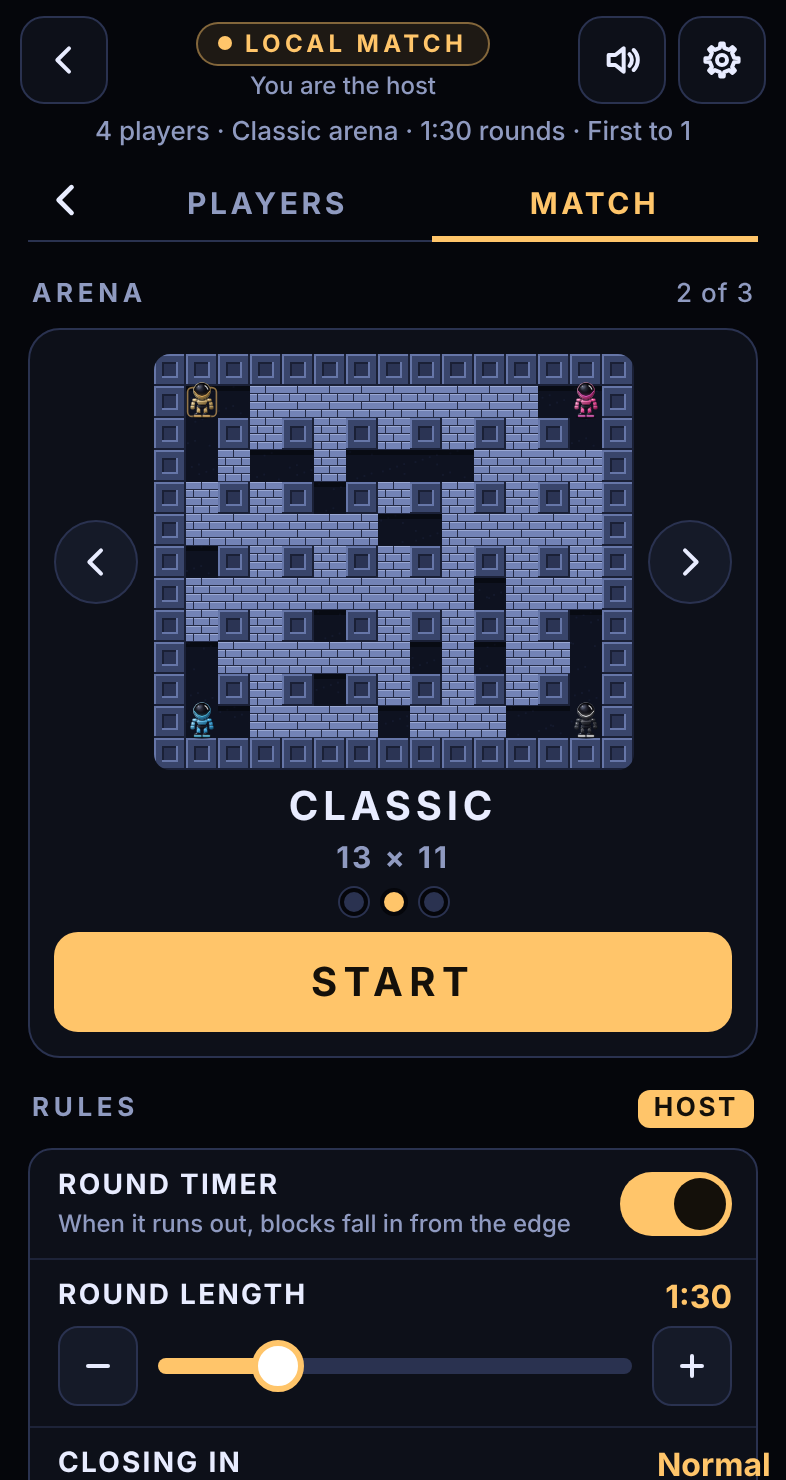 LOCAL MATCH
You are the host
4 players · Classic arena · 1:30 rounds · First to 1
PLAYERS
MATCH
ARENA
2 of 3
CLASSIC
13 × 11
START
RULES
HOST
ROUND TIMER
When it runs out, blocks fall in from the edge
ROUND LENGTH
1:30
CLOSING IN
Normal